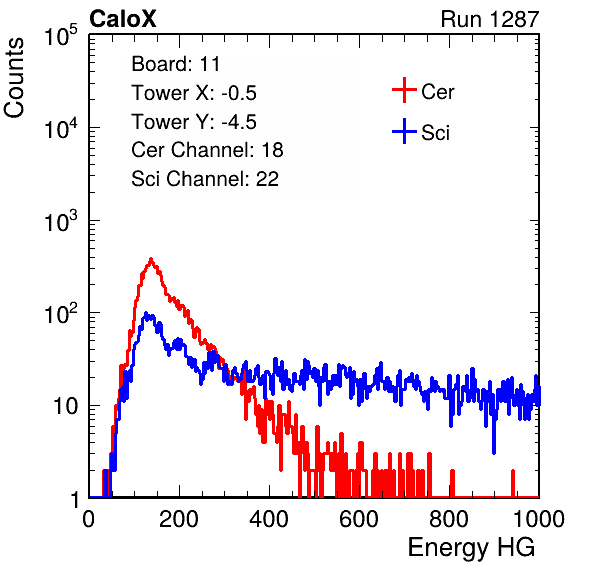 CaloX Run 1287
Counts
10^5
10^4
10^3
10^2
10
1
Board: 11
Tower X: -0.5
Tower Y: -4.5
Cer Channel: 18
Sci Channel: 22
Cer
Sci
0 200 400 600 800 1000
Energy HG